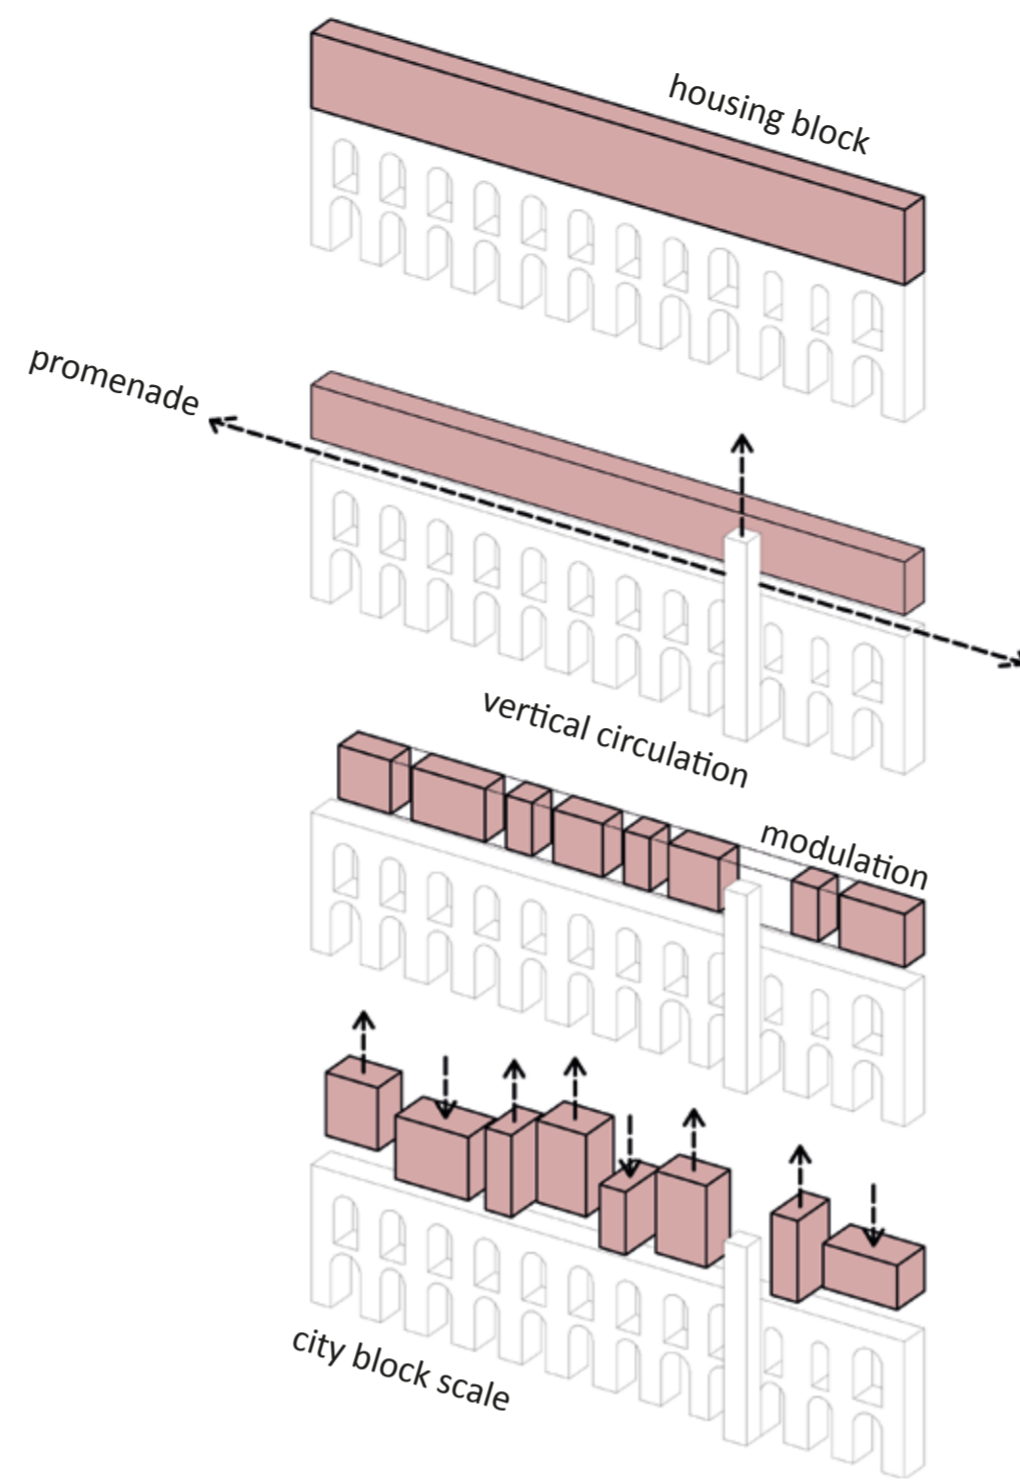 housing block
promenade
vertical circulation
modulation
city block scale